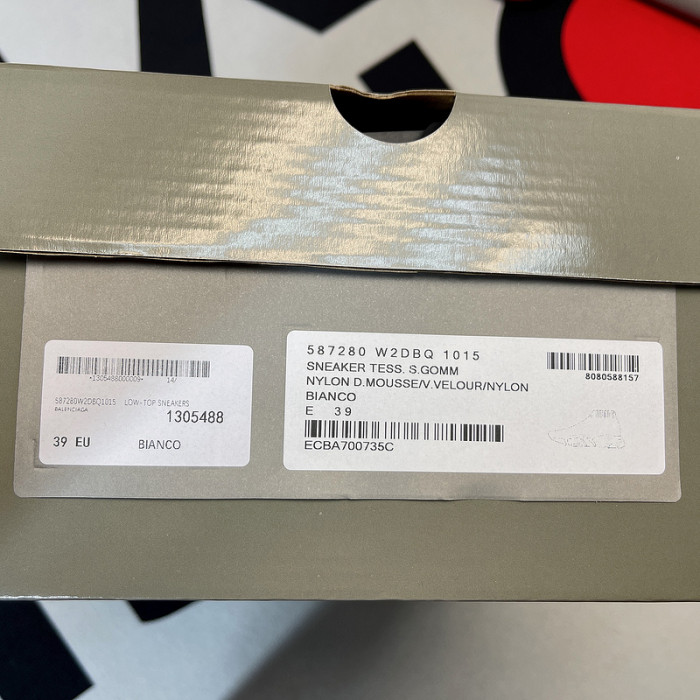 *1305488000009* 14/
587280W2DBQ1015 LOW-TOP SNEAKERS
BALENCIAGA
1305488
39 EU BIANCO
587280 W2DBQ 1015
SNEAKER TESS. S.GOMM
NYLON D.MOUSSE/V.VELOUR/NYLON
BIANCO
E 39
ECBA700735C
8080588157